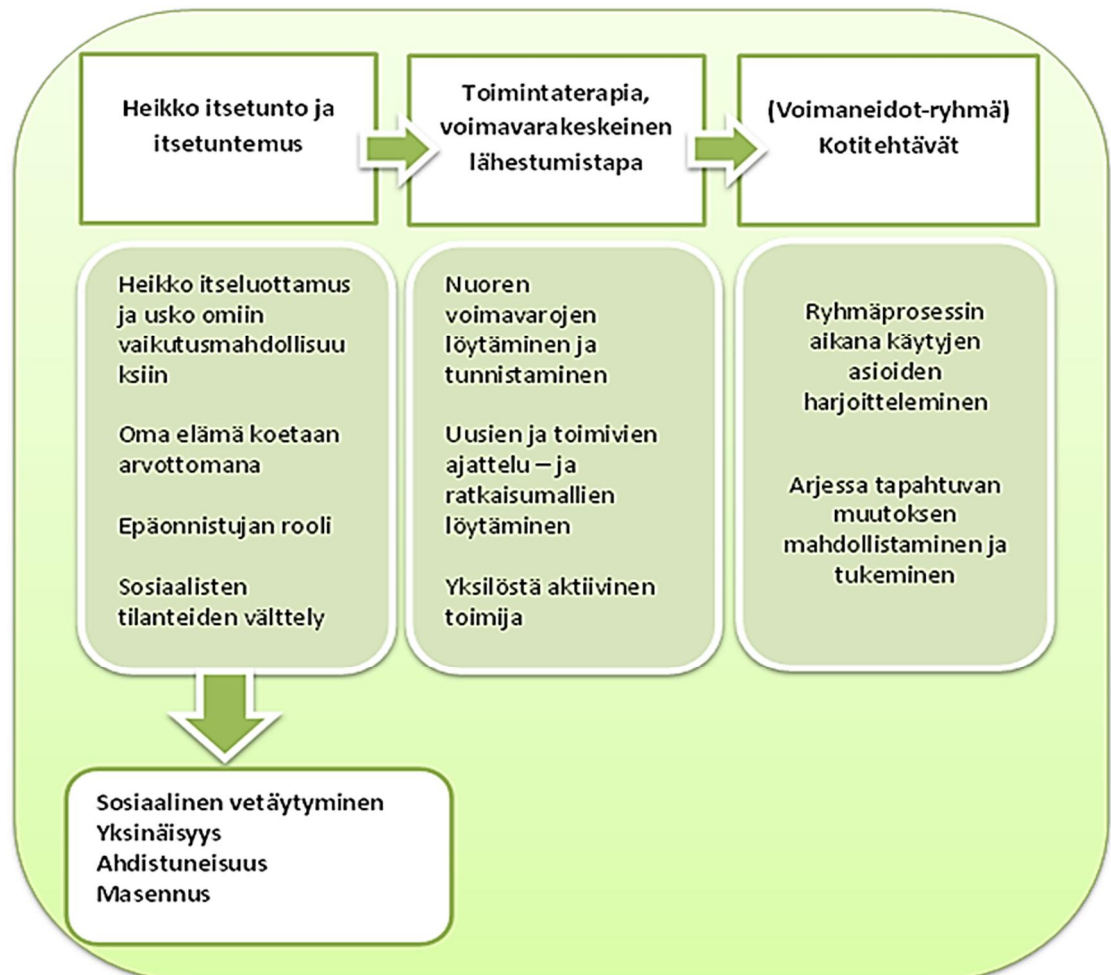 Heikko itsetunto ja
itsetuntemus
Toimintaterapia,
voimavarakeskeinen
lähestumistapa
(Voimaneidot-ryhmä)
Kotitehtävät
Heikko itseluottamus
ja usko omiin
vaikutusmahdollisuu
ksiin
Oma elämä koetaan
arvottomana
Epäonnistujan rooli
Sosiaalisten
tilanteiden välttely
Nuoren
voimavarojen
löytäminen ja
tunnistaminen
Uusien ja toimivien
ajattelu – ja
ratkaisumallien
löytäminen
Yksilöstä aktiivinen
toimija
Ryhmäprosessin
aikana käytyjen
asioiden
harjoitteleminen
Arjessa tapahtuvan
muutoksen
mahdollistaminen ja
tukeminen
Sosiaalinen vetäytyminen
Yksinäisyys
Ahdistuneisuus
Masennus